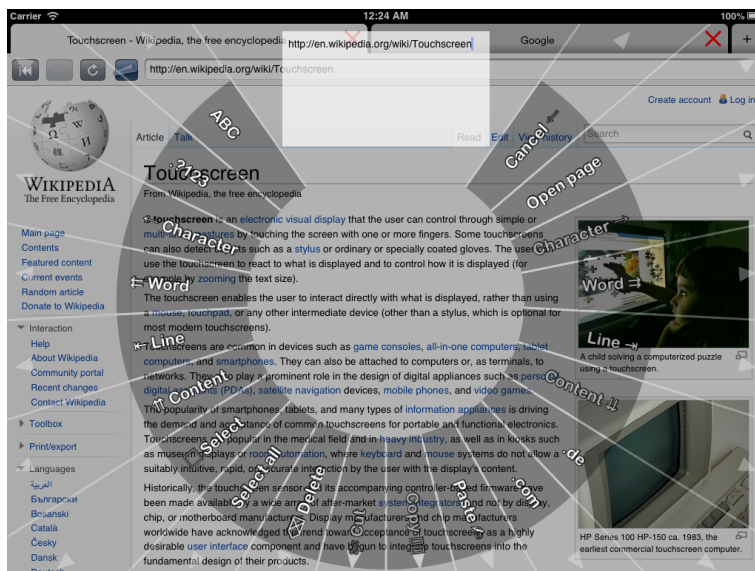 Carrier 12:24 AM 100%
Touchscreen - Wikipedia, the free encyclopedia
Google
http://en.wikipedia.org/wiki/Touchscreen
http://en.wikipedia.org/wiki/Touchscreen
Create account Log in
Article Talk Read Edit View history Search
WIKIPEDIA
The Free Encyclopedia
Main page
Contents
Featured content
Current events
Random article
Donate to Wikipedia
Interaction
Help
About Wikipedia
Community portal
Recent changes
Contact Wikipedia
Toolbox
Print/export
Languages
العربية
Български
Bosanski
Català
Česky
Dansk
Deutsch
Touchscreen
From Wikipedia, the free encyclopedia
touchscreen is an electronic visual display that the user can control through simple or
multi-touch gestures by touching the screen with one or more fingers. Some touchscreens
can also detect objects such as a stylus or ordinary or specially coated gloves. The user
use the touchscreen to react to what is displayed and to control how it is displayed (for
example by zooming the text size).
The touchscreen enables the user to interact directly with what is displayed, rather than using
a mouse, touchpad, or any other intermediate device (other than a stylus, which is optional for
most modern touchscreens).
Touchscreens are common in devices such as game consoles, all-in-one computers, tablet
computers, and smartphones. They can also be attached to computers or, as terminals, to
networks. They also play a prominent role in the design of digital appliances such as personal
digital assistants (PDAs), satellite navigation devices, mobile phones, and video games
The popularity of smartphones, tablets, and many types of information appliances is driving
the demand and acceptance of common touchscreens for portable and functional electronics.
Touchscreens are popular in the medical field and in heavy industry, as well as in kiosks such
as museum displays or room automation, where keyboard and mouse systems do not allow a
suitably intuitive, rapid, or accurate interaction by the user with the display's content.
Historically, the touchscreen sensor and its accompanying controller-based firmware have
been made available by a wide array of after-market system integrators, and not by display,
chip, or motherboard manufacturers. Display manufacturers and chip manufacturers
worldwide have acknowledged the trend toward acceptance of touchscreens as a highly
desirable user interface component and have begun to integrate touchscreens into the
fundamental design of their products.
A child solving a computerized puzzle
using a touchscreen.
HP Series 100 HP-150 ca. 1983, the
earliest commercial touchscreen computer.
ABC
.?123
Character
Word
Line
Content
Select
Select all
Delete
Cut
Copy
Paste
.com
.de
Content
Line
Word
Character
Open page
Cancel